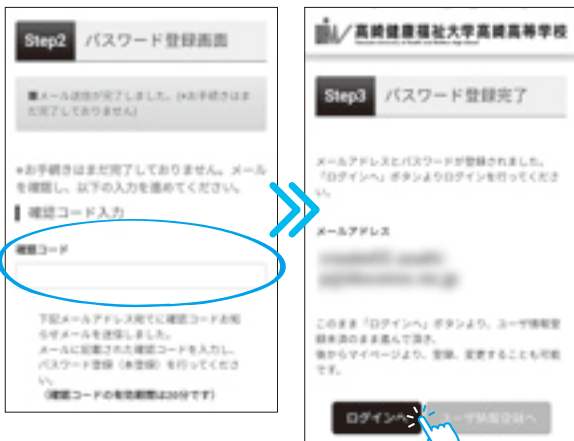 Step2 パスワード登録画面
■メール送信が完了しました。(※お手続きはま
だ完了しておりません)
※お手続きはまだ完了しておりません。メール
を確認し、以下の入力を進めてください。
確認コード入力
確認コード
下記メールアドレス宛てに確認コードお知
らせメールを送信しました。
メールに記載された確認コードを入力し、
パスワード登録(本登録)を行ってくださ
い。
(確認コードの有効期間は20分です)
高崎健康福祉大学高崎高等学校
Step3 パスワード登録完了
メールアドレスとパスワードが登録されました。
「ログインへ」ボタンよりログインを行ってくださ
い。
メールアドレス
このまま「ログインへ」ボタンより、ユーザ情報登
録未済のまま進んで頂き、
後からマイページより、登録、変更することも可能
です。
ログインへ
ユーザ情報登録へ